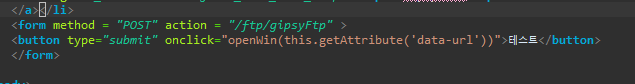 </a></li>
<form method = "POST" action = "/ftp/gipsyFtp" >
<button type="submit" onclick="openWin(this.getAttribute('data-url'))">테스트</button>
</form>